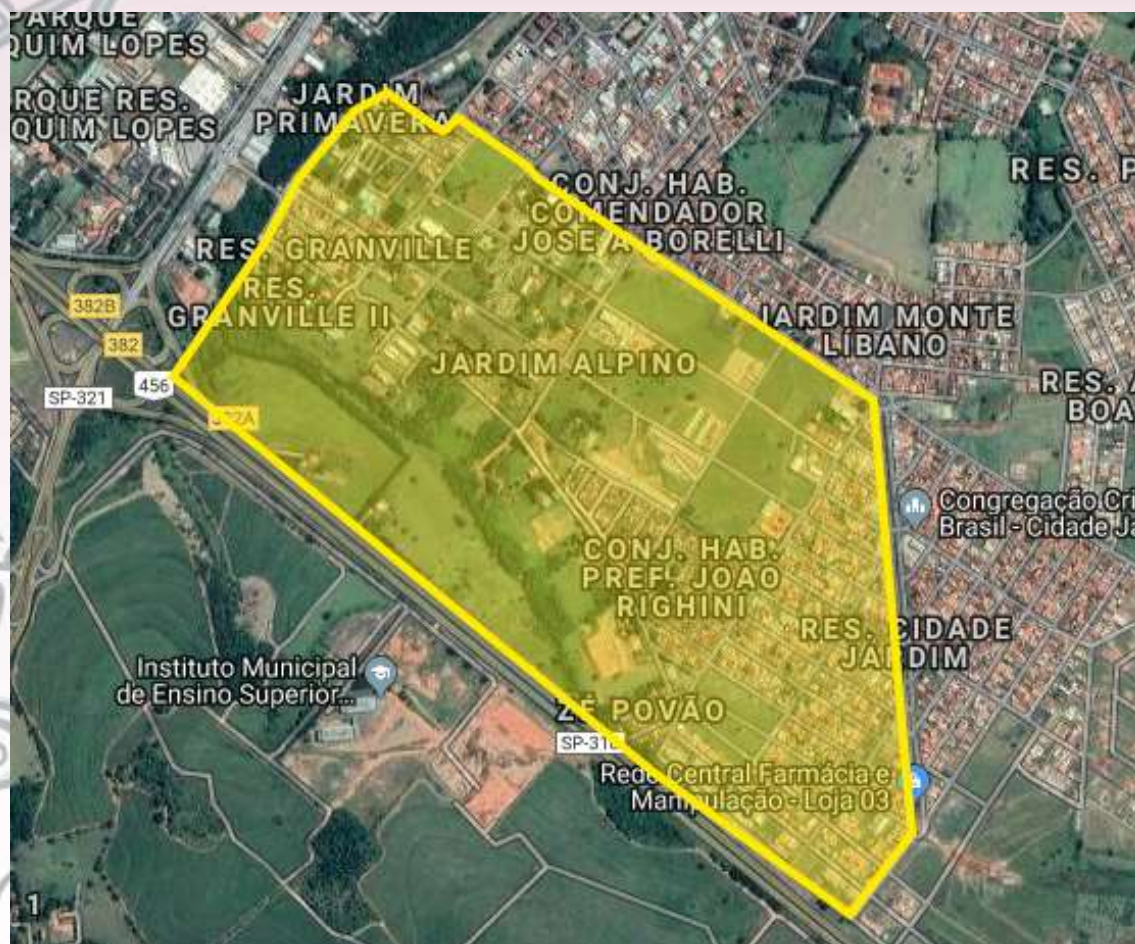 PARQUE
QUIM LOPES
RQUE RES.
QUIM LOPES
JARDIM
PRIMAVERA
CONJ. HAB.
COMENDADOR
JOSE A BORELLI
RES. P
RES. GRANVILLE
RES.
GRANVILLE II
382B
382
SP-321
456
JARDIM MONTE
LÍBANO
JARDIM ALPINO
RES. A
BOA
Congregação Cri
Brasil - Cidade Ja
CONJ. HAB.
PREF. JOAO
RIGHINI
RES. CIDADE
JARDIM
Instituto Municipal
de Ensino Superior...
ZÉ POVÃO
Rede Central Farmácia e
Manipulação - Loja 03
1